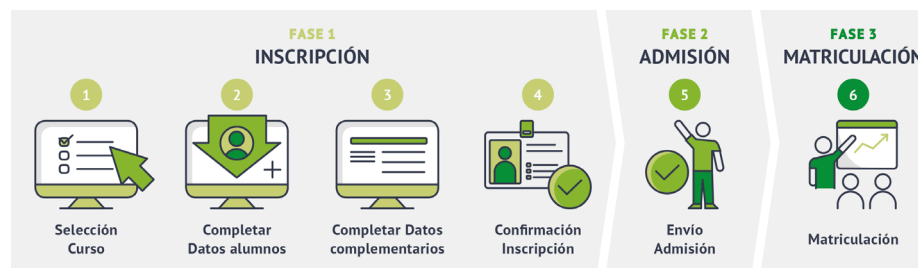 FASE 1
INSCRIPCIÓN
1
2
3
4
Selección
Curso
Completar
Datos alumnos
Completar Datos
complementarios
Confirmación
Inscripción
FASE 2
ADMISIÓN
5
Envío
Admisión
FASE 3
MATRICULACIÓN
6
Matriculación